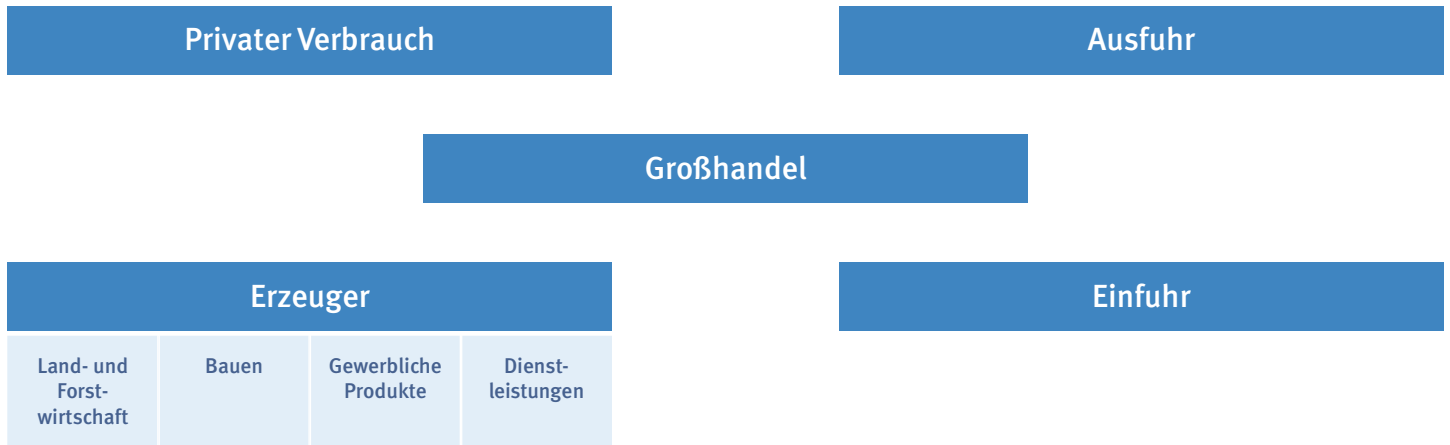 Privater Verbrauch
Ausfuhr
Großhandel
Erzeuger
Einfuhr
Land- und
Forst-
wirtschaft
Bauen
Gewerbliche
Produkte
Dienst-
leistungen